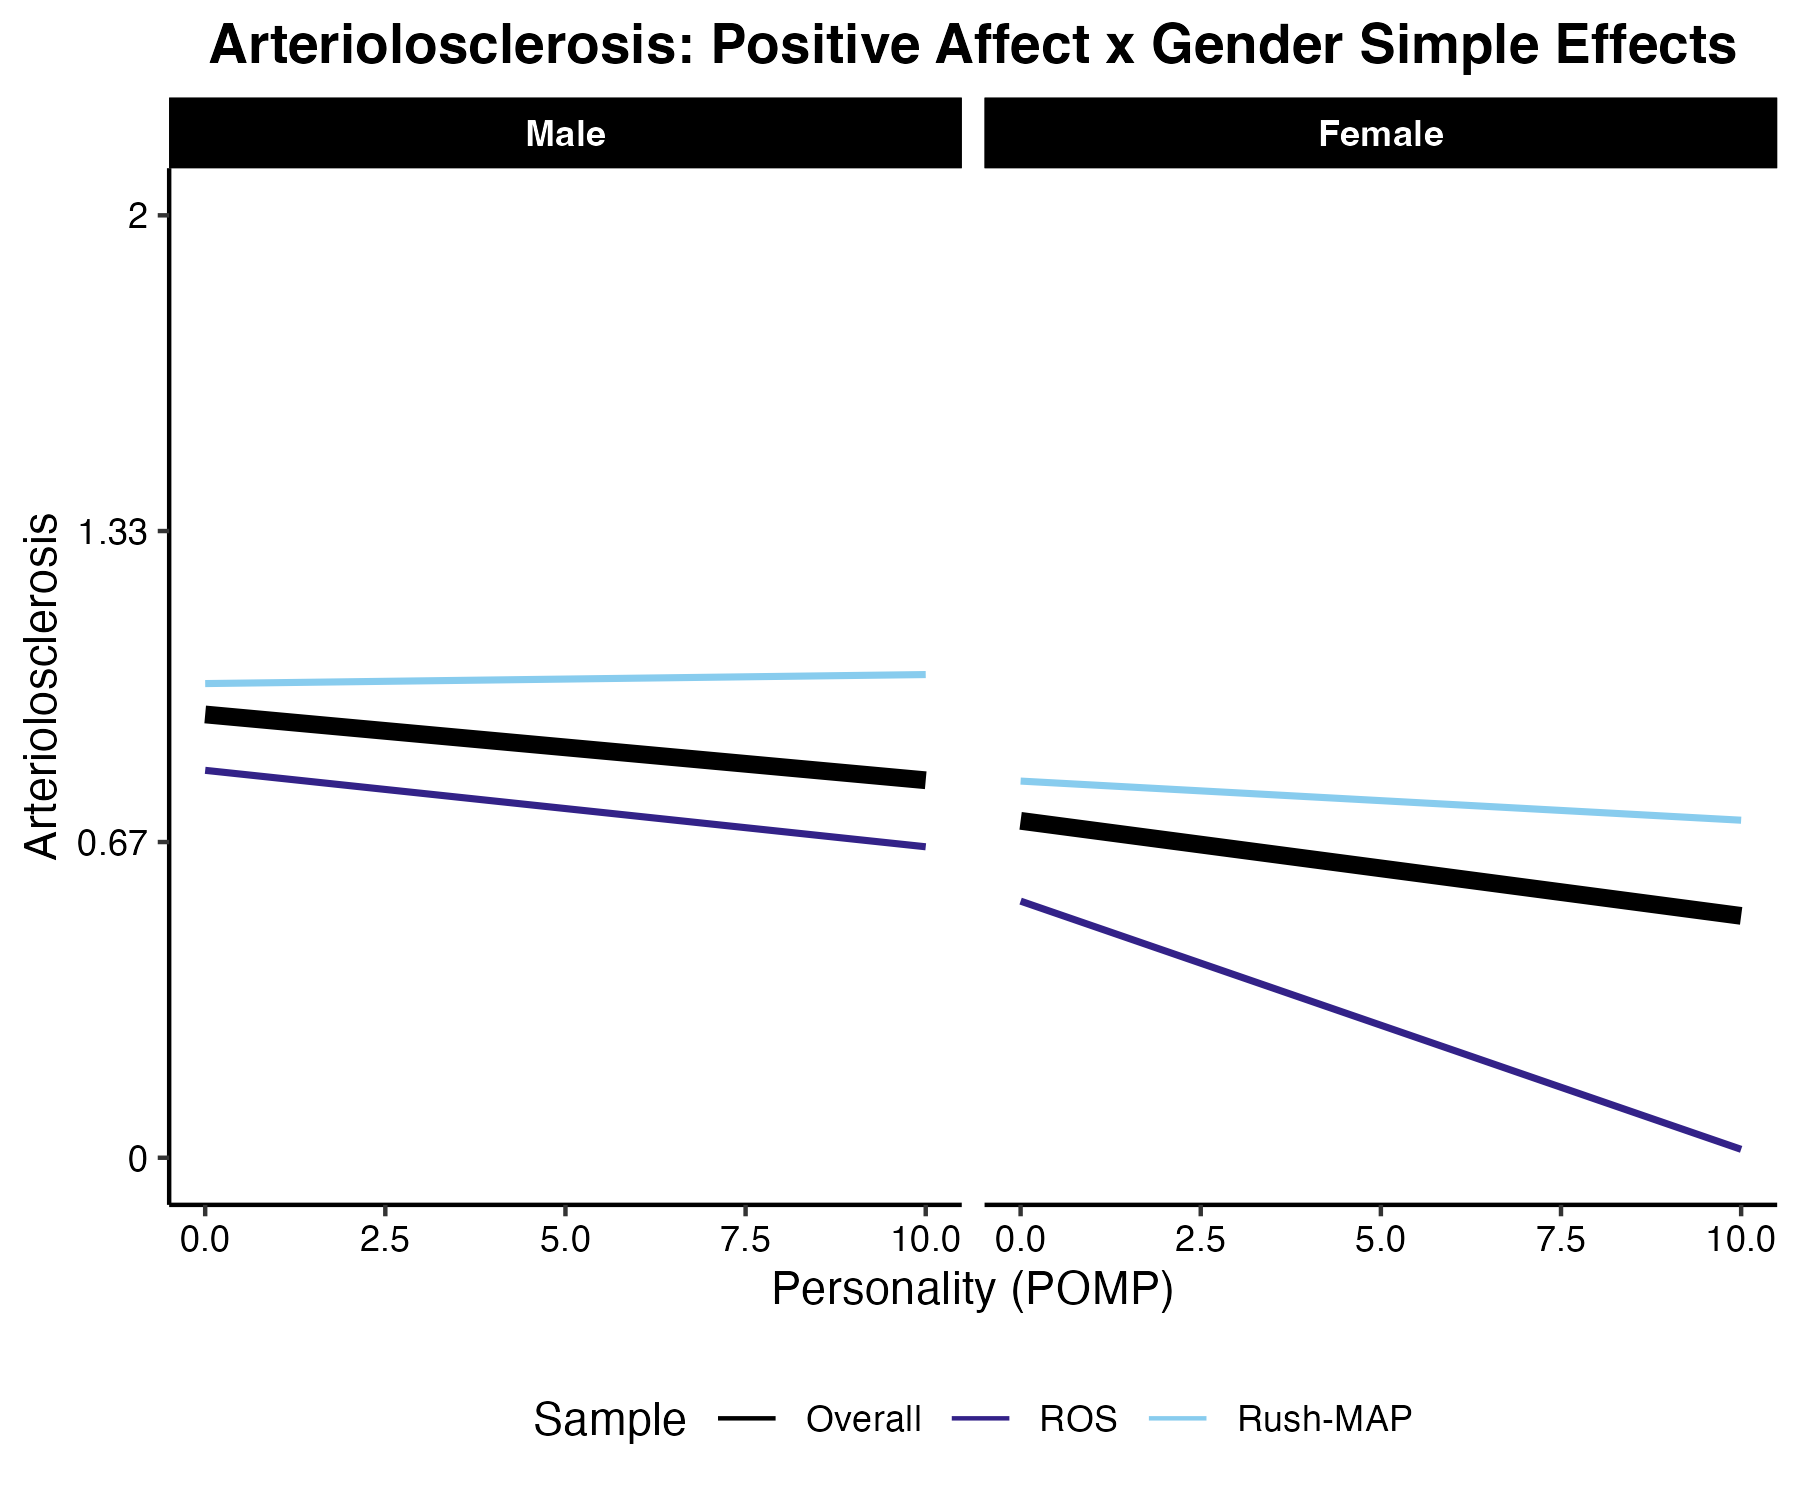 Arteriolosclerosis: Positive Affect x Gender Simple Effects
Male
Female
Arteriolosclerosis
2
1.33
0.67
0
0.0 2.5 5.0 7.5 10.0
0.0 2.5 5.0 7.5 10.0
Personality (POMP)
Sample Overall ROS Rush-MAP